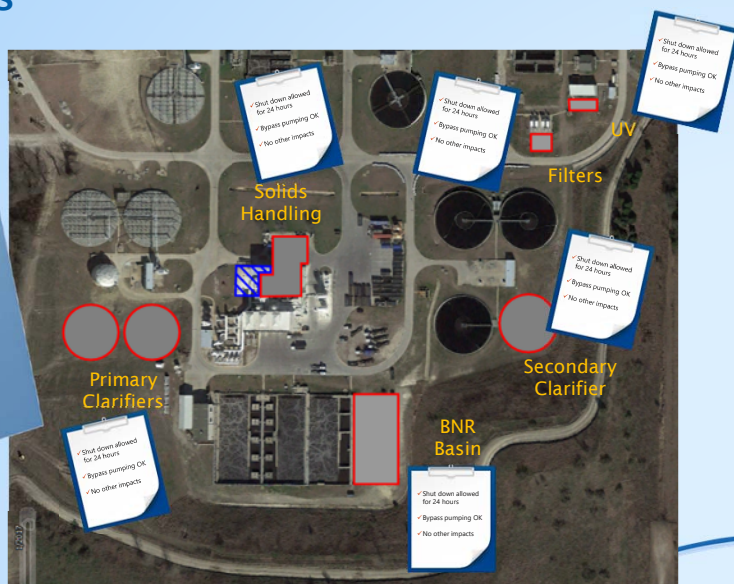 s
✓Shut down allowed
for 24 hours
✓Bypass pumping OK
✓No other impacts
✓Shut down allowed
for 24 hours
✓Bypass pumping OK
✓No other impacts
✓Shut down allowed
for 24 hours
✓Bypass pumping OK
✓No other impacts
UV
Filters
Solids
Handling
✓Shut down allowed
for 24 hours
✓Bypass pumping OK
✓No other impacts
Secondary
Clarifier
Primary
Clarifiers
✓Shut down allowed
for 24 hours
✓Bypass pumping OK
✓No other impacts
BNR
Basin
✓Shut down allowed
for 24 hours
✓Bypass pumping OK
✓No other impacts